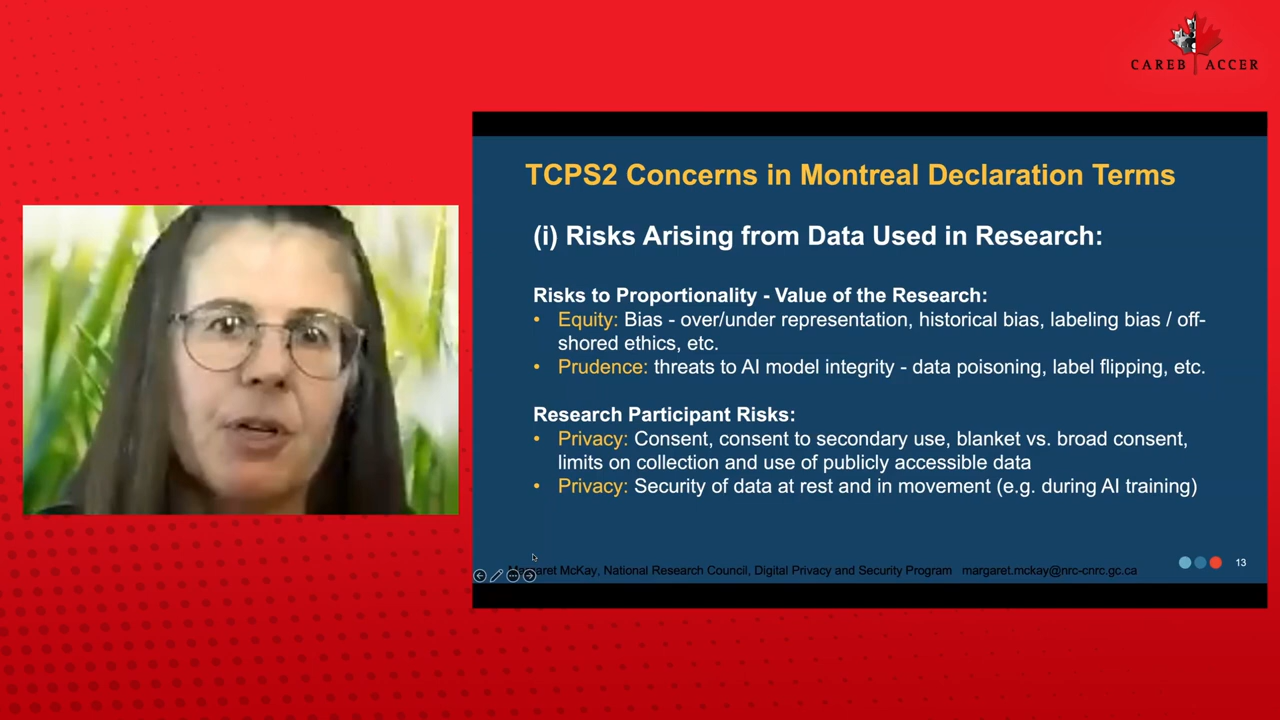 CAREB ACCER
TCPS2 Concerns in Montreal Declaration Terms
(i) Risks Arising from Data Used in Research:
Risks to Proportionality - Value of the Research:
• Equity: Bias - over/under representation, historical bias, labeling bias / off-
shored ethics, etc.
• Prudence: threats to AI model integrity - data poisoning, label flipping, etc.
Research Participant Risks:
• Privacy: Consent, consent to secondary use, blanket vs. broad consent,
limits on collection and use of publicly accessible data
• Privacy: Security of data at rest and in movement (e.g. during AI training)
Margaret McKay, National Research Council, Digital Privacy and Security Program margaret.mckay@nrc-cnrc.gc.ca
13